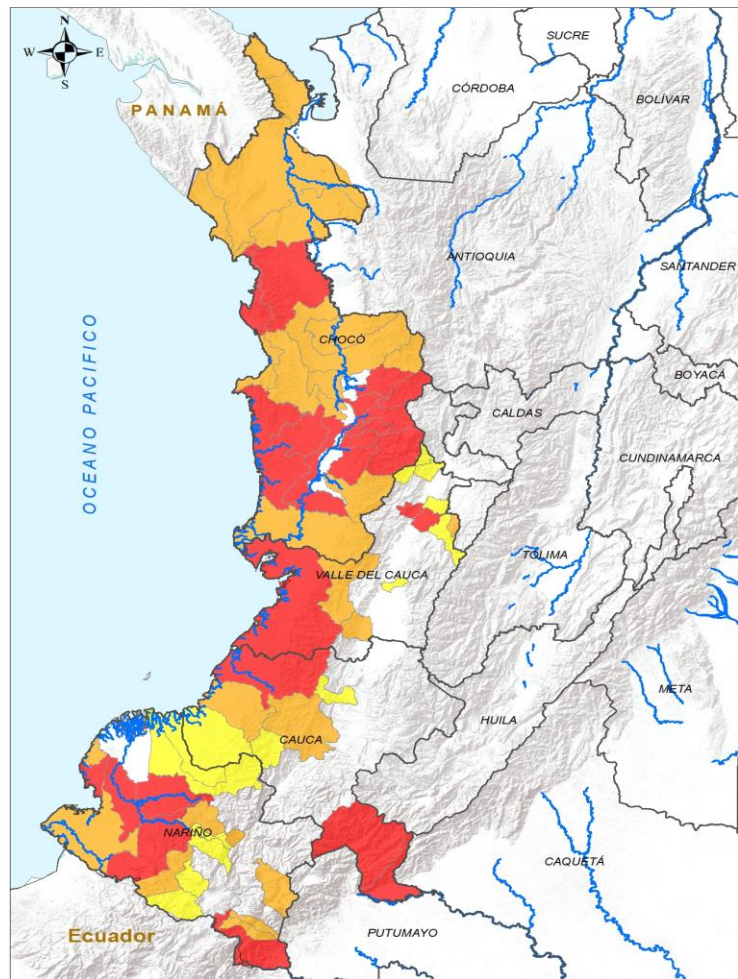 N
W E
S
PANAMÁ
SUCRE
CÓRDOBA
BOLÍVAR
ANTIOQUIA
SANTANDER
OCEANO PACIFICO
CHOCÓ
BOYACÁ
CALDAS
CUNDINAMARCA
TOLIMA
VALLE DEL CAUCA
META
HUILA
CAUCA
NARIÑO
CAQUETÁ
PUTUMAYO
Ecuador